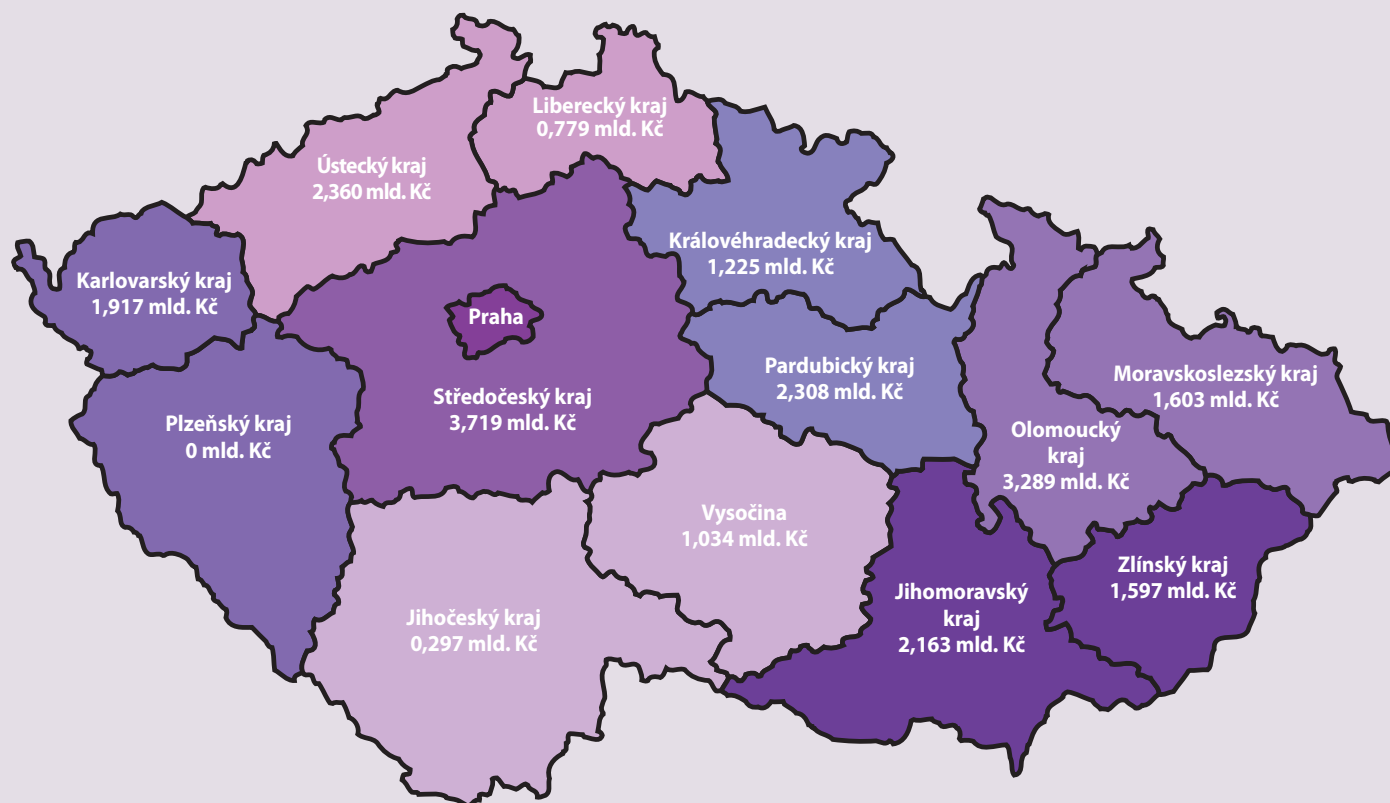 Liberecký kraj
0,779 mld. Kč
Ústecký kraj
2,360 mld. Kč
Královéhradecký kraj
1,225 mld. Kč
Karlovarský kraj
1,917 mld. Kč
Praha
Pardubický kraj
2,308 mld. Kč
Moravskoslezský kraj
1,603 mld. Kč
Středočeský kraj
3,719 mld. Kč
Plzeňský kraj
0 mld. Kč
Olomoucký
kraj
3,289 mld. Kč
Vysočina
1,034 mld. Kč
Zlínský kraj
1,597 mld. Kč
Jihomoravský
kraj
2,163 mld. Kč
Jihočeský kraj
0,297 mld. Kč